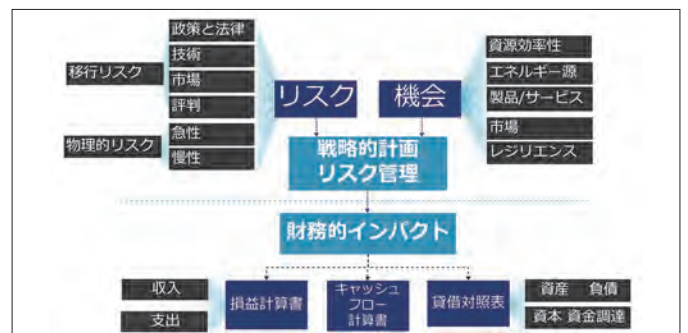 移行リスク
物理的リスク
政策と法律
技術
市場
評判
急性
慢性
リスク
機会
資源効率性
エネルギー源
製品/サービス
市場
レジリエンス
戦略的計画
リスク管理
財務的インパクト
収入
支出
損益計算書
キャッシュ
フロー
計算書
貸借対照表
資産 負債
資本 資金調達